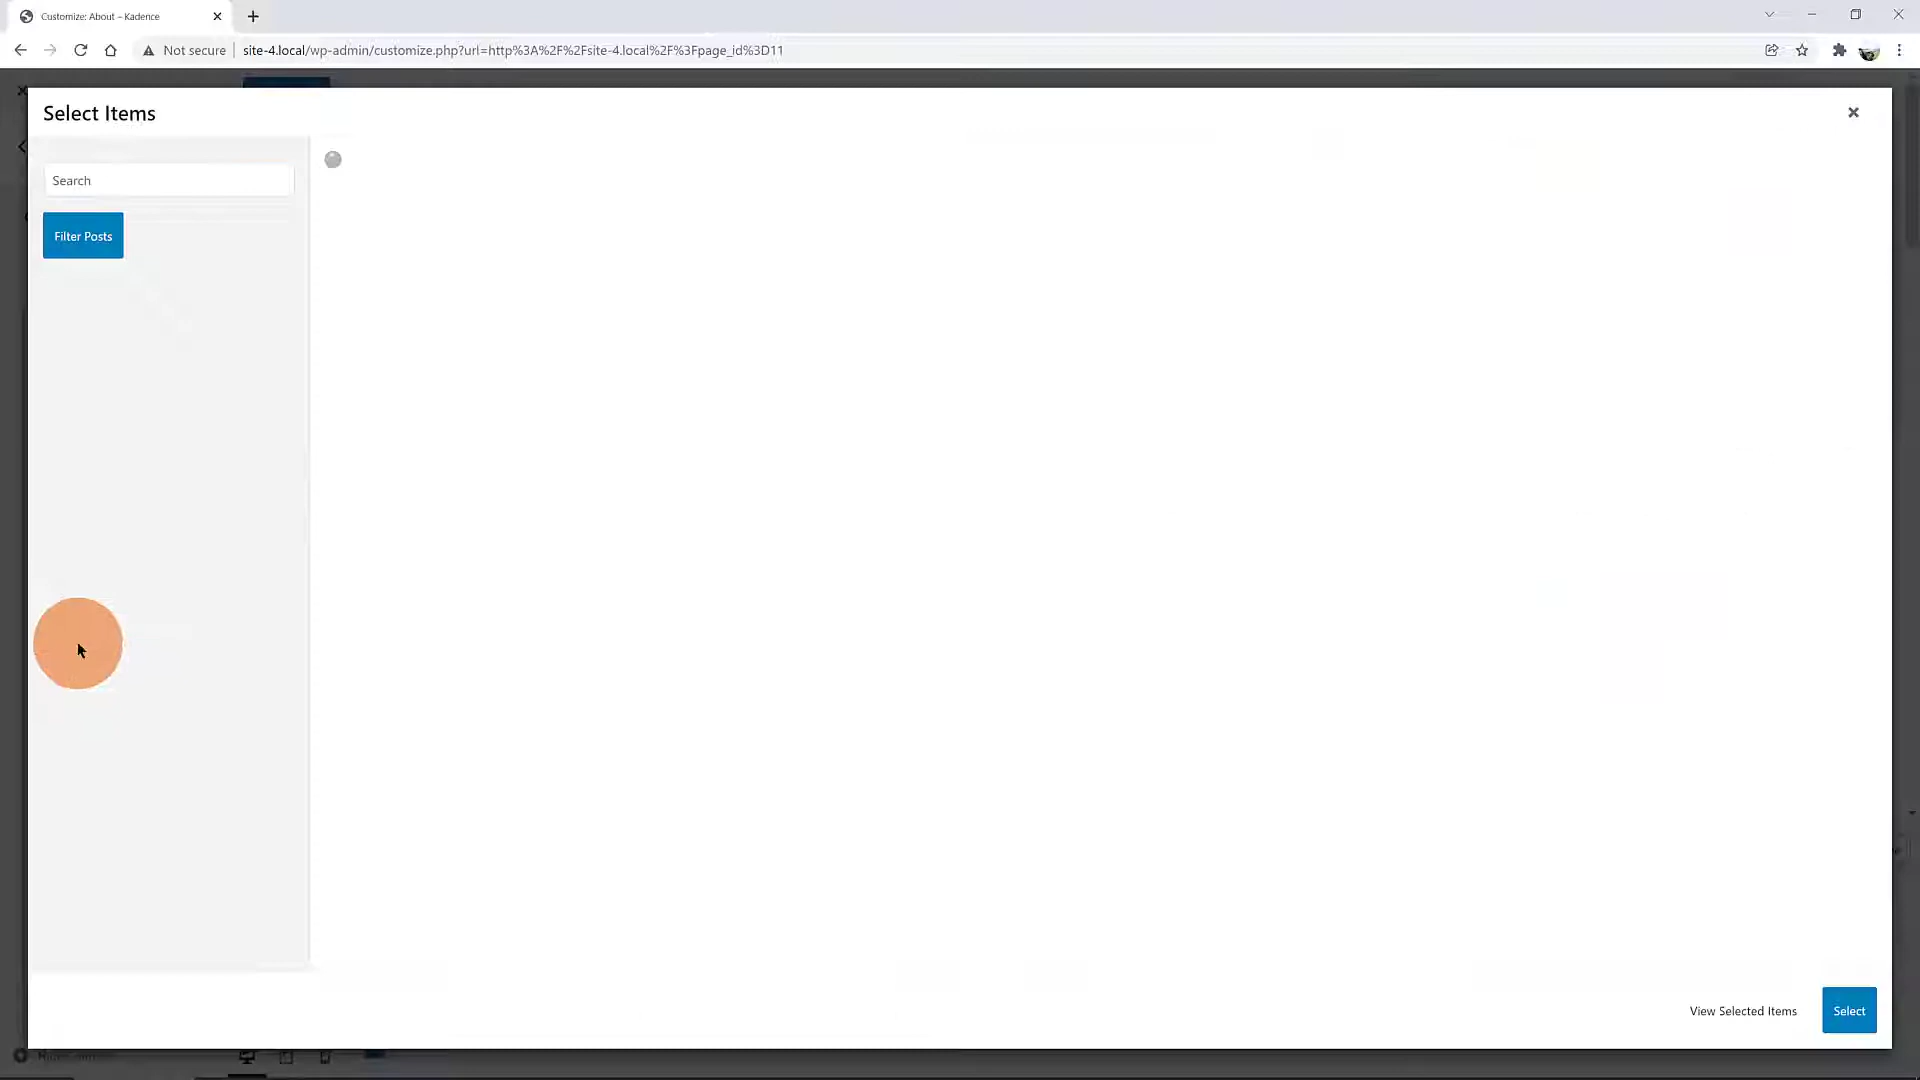 Customize: About – Kadence
Not secure
site-4.local/wp-admin/customize.php?url=http%3A%2F%2Fsite-4.local%2F%3Fpage_id%3D11
Select Items
Search
Filter Posts
View Selected Items
Select